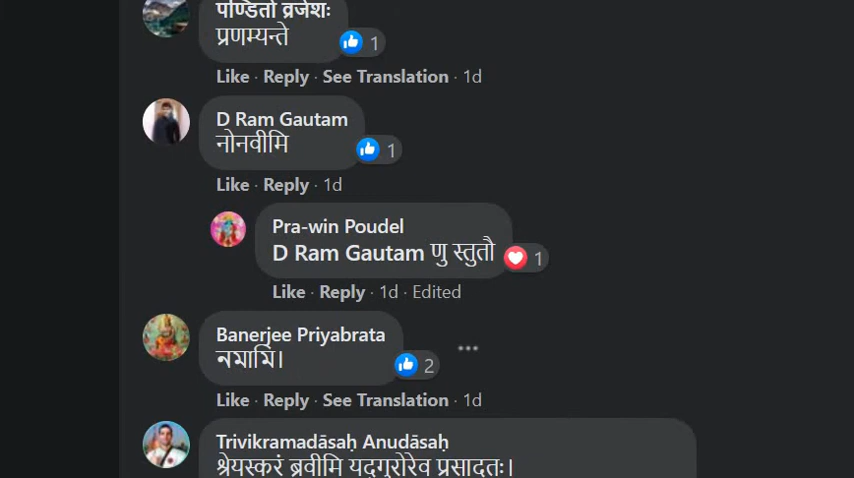 पण्डितो व्रजेशः
प्रणम्यन्ते
1
Like · Reply · See Translation · 1d
D Ram Gautam
नोनवीमि
1
Like · Reply · 1d
Pra-win Poudel
D Ram Gautam णु स्तुतौ
1
Like · Reply · 1d · Edited
Banerjee Priyabrata
নমামি।
2
Like · Reply · See Translation · 1d
Trivikramadāsaḥ Anudāsaḥ
श्रेयस्करं ब्रवीमि यद्गुरोरेव प्रसादतः।